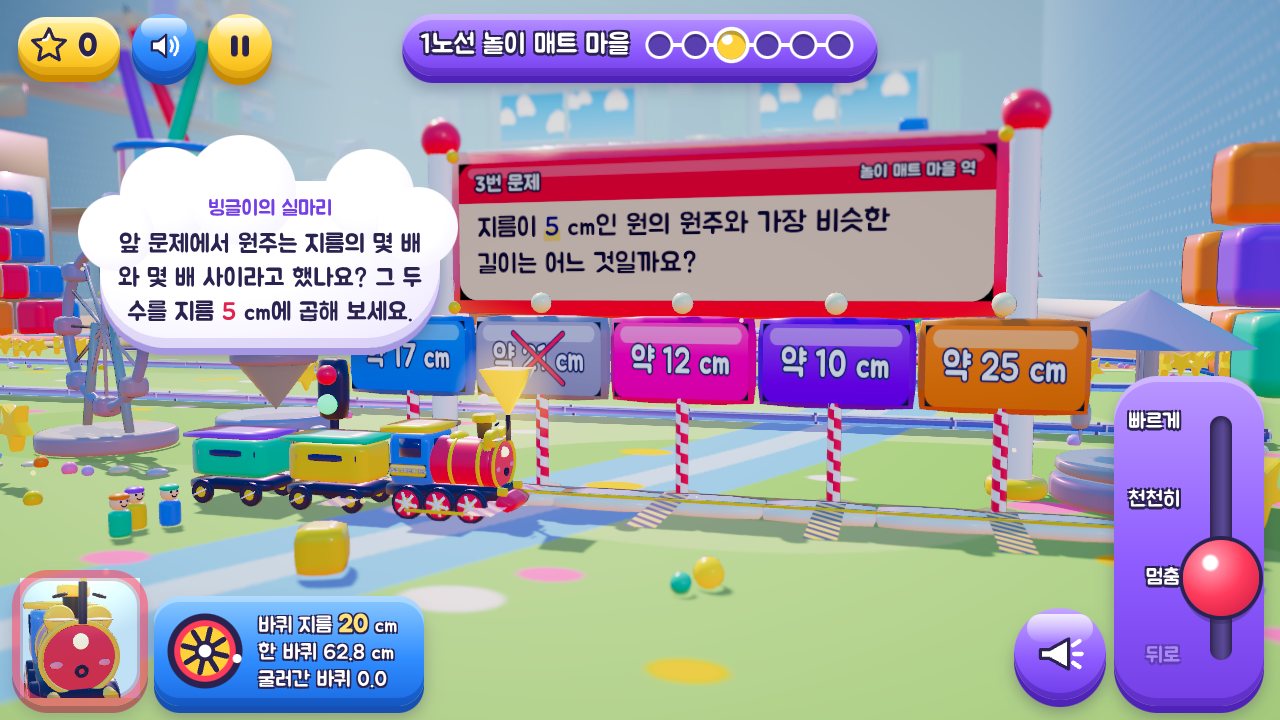 0
1노선 놀이 매트 마을
3번 문제
놀이 매트 마을 역
지름이 5 cm인 원의 원주와 가장 비슷한
길이는 어느 것일까요?
빙글이의 실마리
앞 문제에서 원주는 지름의 몇 배
와 몇 배 사이라고 했나요? 그 두
수를 지름 5 cm에 곱해 보세요.
약 17 cm
약 cm
약 12 cm
약 10 cm
약 25 cm
빠르게
천천히
멈춤
뒤로
바퀴 지름 20 cm
한 바퀴 62.8 cm
굴러간 바퀴 0.0